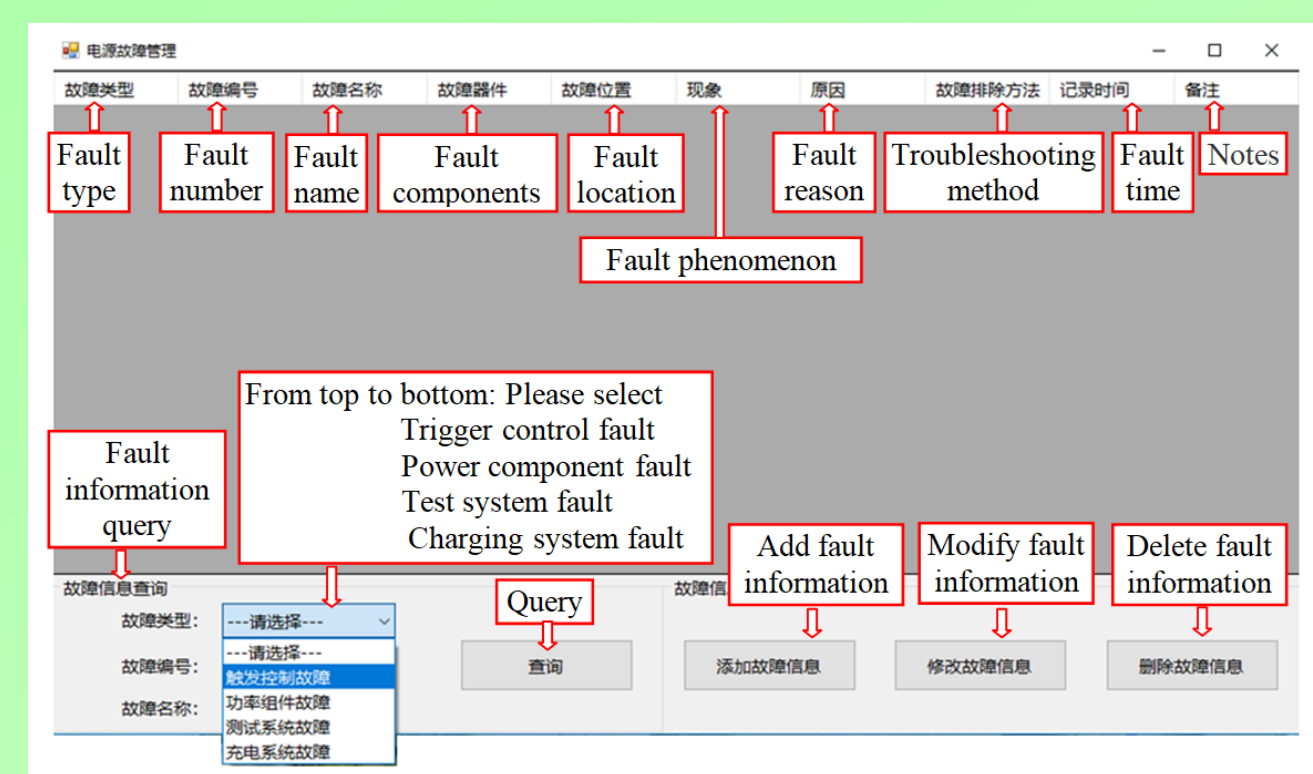 电源故障管理
故障类型 故障编号 故障名称 故障器件 故障位置 现象 原因 故障排除方法 记录时间 备注
Fault
type
Fault
number
Fault
name
Fault
components
Fault
location
Fault
reason
Troubleshooting
method
Fault
time
Notes
Fault phenomenon
From top to bottom: Please select
Trigger control fault
Power component fault
Test system fault
Charging system fault
Fault
information
query
Query
Add fault
information
Modify fault
information
Delete fault
information
故障信息查询
故障信
故障类型: ---请选择---
---请选择---
故障编号:
触发控制故障
功率组件故障
故障名称:
测试系统故障
充电系统故障
查询
添加故障信息
修改故障信息
删除故障信息